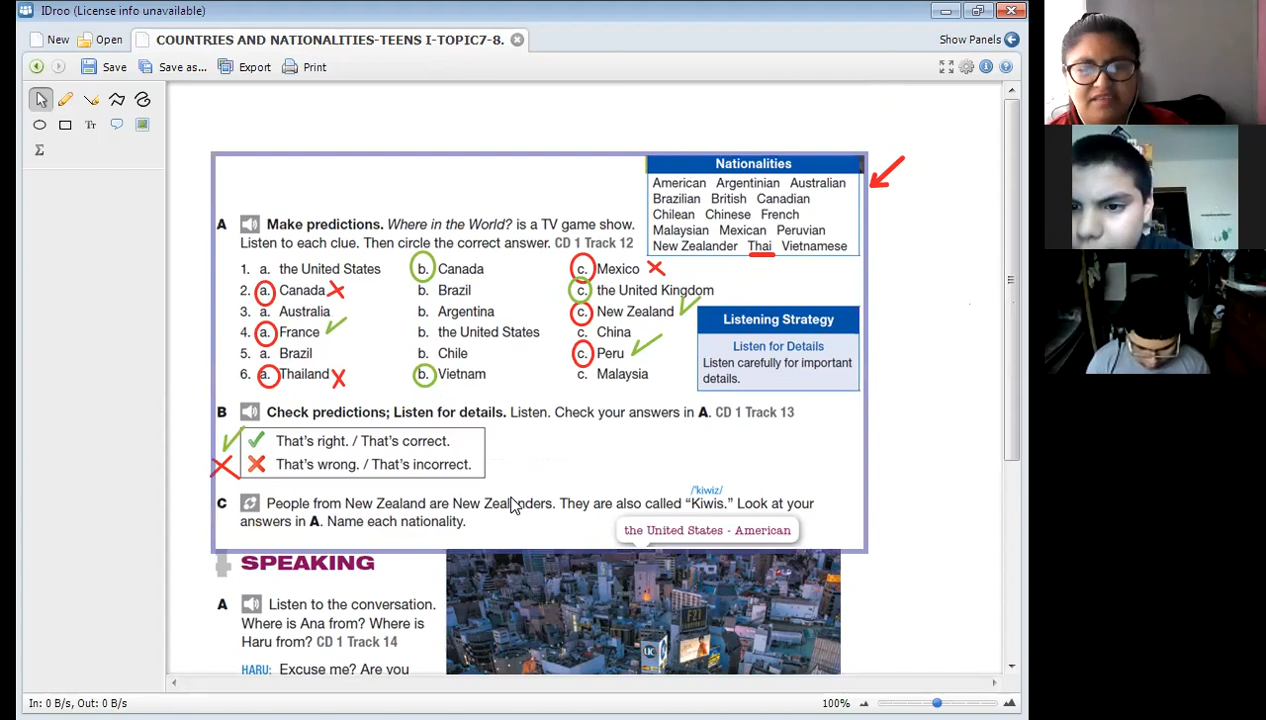 IDroo (License info unavailable)
New Open COUNTRIES AND NATIONALITIES-TEENS I-TOPIC7-8. Show Panels
Save Save as... Export Print
Tr
Σ
Nationalities
American Argentinian Australian
Brazilian British Canadian
Chilean Chinese French
Malaysian Mexican Peruvian
New Zealander Thai Vietnamese
A Make predictions. Where in the World? is a TV game show.
Listen to each clue. Then circle the correct answer. CD 1 Track 12
1. a. the United States b. Canada c. Mexico
2. a. Canada b. Brazil c. the United Kingdom
3. a. Australia b. Argentina c. New Zealand
4. a. France b. the United States c. China
5. a. Brazil b. Chile c. Peru
6. a. Thailand b. Vietnam c. Malaysia
Listening Strategy
Listen for Details
Listen carefully for important
details.
B Check predictions; Listen for details. Listen. Check your answers in A. CD 1 Track 13
That's right. / That's correct.
That's wrong. / That's incorrect.
/ˈkiwiz/
C People from New Zealand are New Zealanders. They are also called “Kiwis.” Look at your
answers in A. Name each nationality.
the United States - American
SPEAKING
A Listen to the conversation.
Where is Ana from? Where is
Haru from? CD 1 Track 14
HARU: Excuse me? Are you
UC
In: 0 B/s, Out: 0 B/s 100%